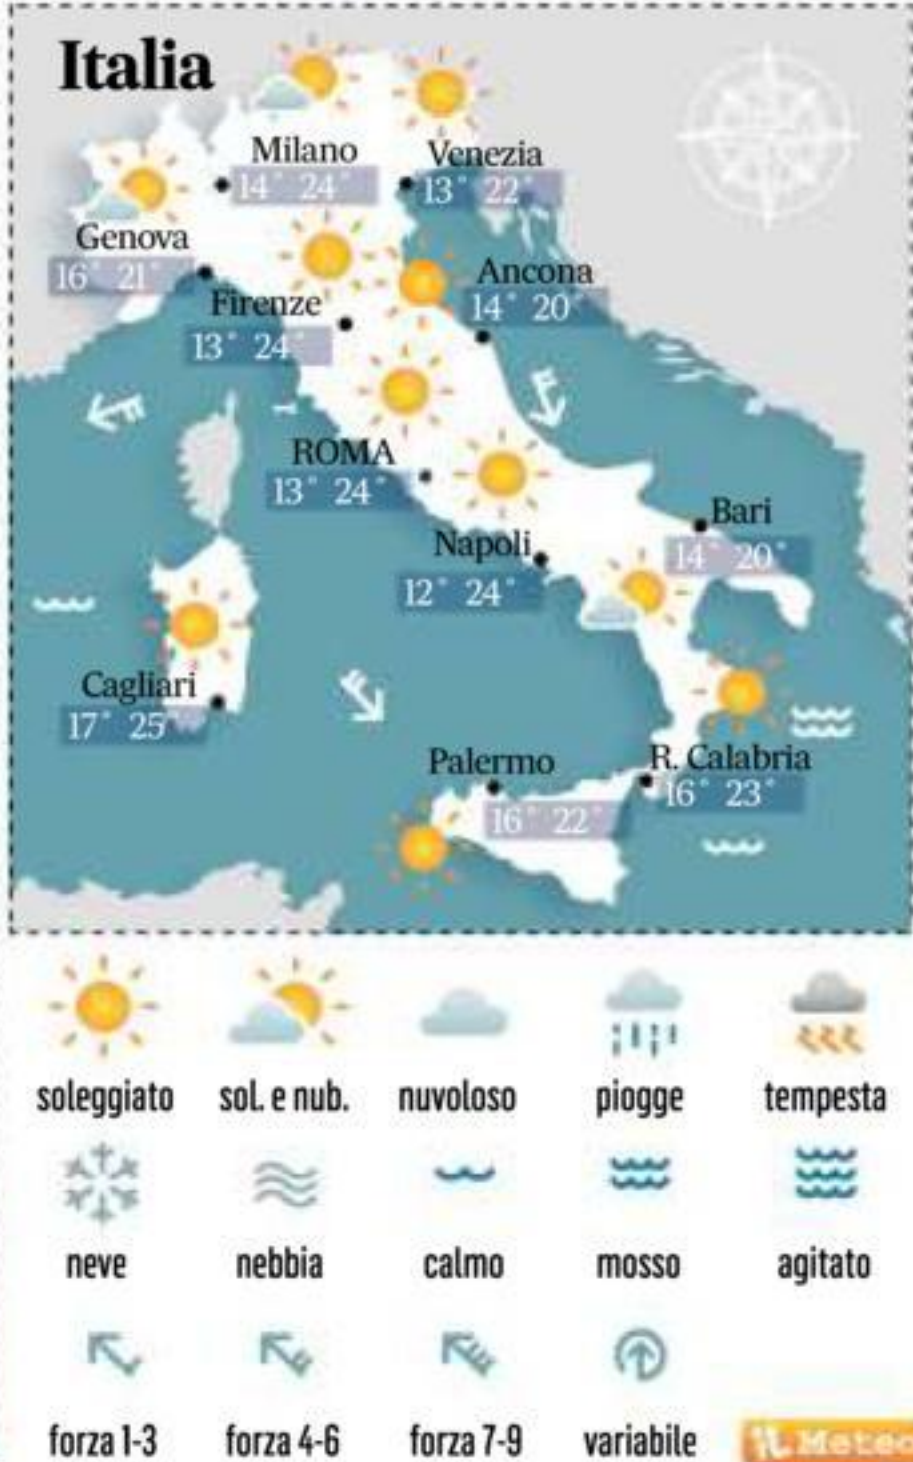 Italia
Milano
14° 24°
Venezia
13° 22°
Genova
16° 21°
Ancona
14° 20°
Firenze
13° 24°
ROMA
13° 24°
Bari
14° 20°
Napoli
12° 24°
Cagliari
17° 25°
Palermo
16° 22°
R. Calabria
16° 23°
soleggiato sol. e nub. nuvoloso piogge tempesta
neve nebbia calmo mosso agitato
forza 1-3 forza 4-6 forza 7-9 variabile
iL Meteo